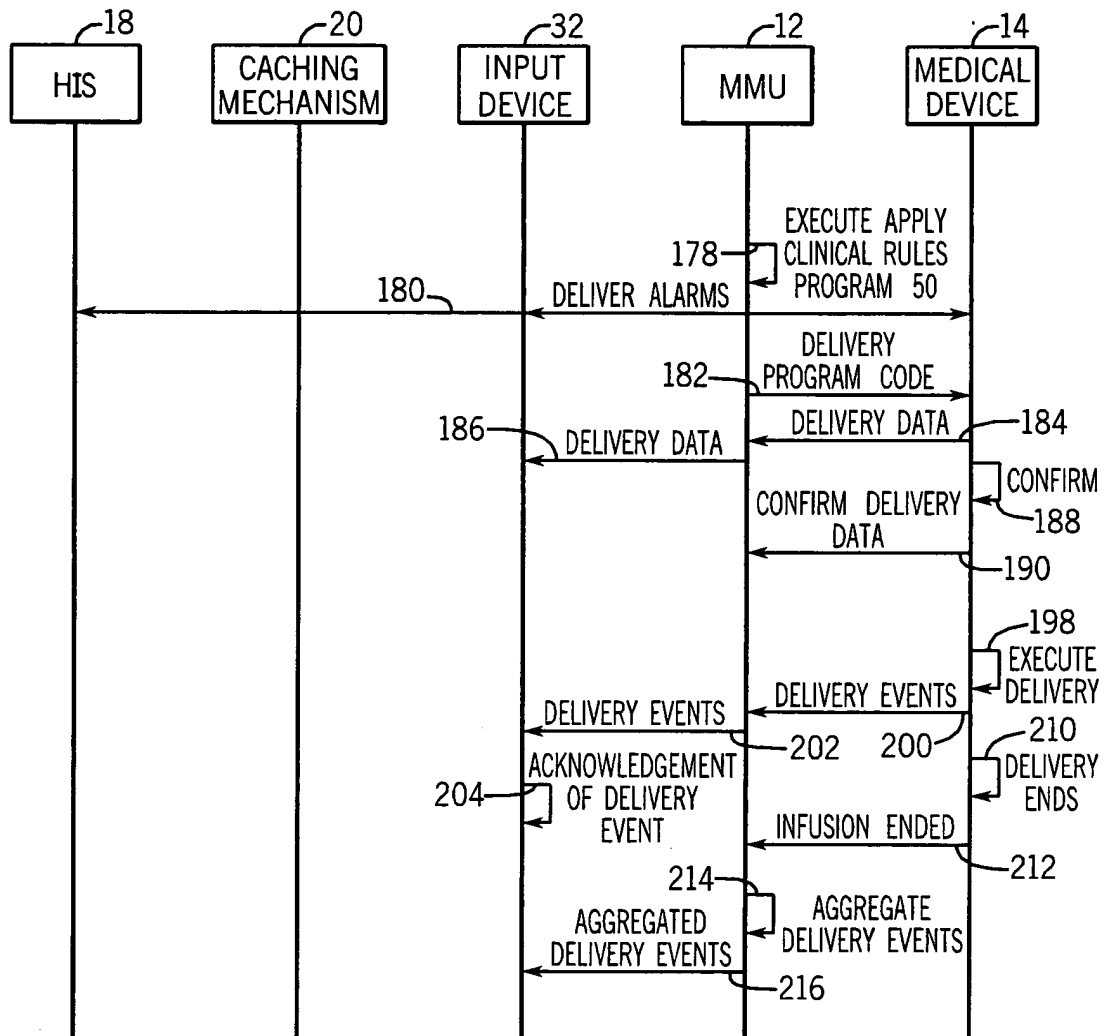 18
20
32
12
14
HIS
CACHING
MECHANISM
INPUT
DEVICE
MMU
MEDICAL
DEVICE
178
EXECUTE APPLY
CLINICAL RULES
PROGRAM 50
180
DELIVER ALARMS
182
DELIVERY
PROGRAM CODE
184
DELIVERY DATA
186
DELIVERY DATA
CONFIRM
188
CONFIRM DELIVERY
DATA
190
198
EXECUTE
DELIVERY
DELIVERY EVENTS
200
DELIVERY EVENTS
202
210
DELIVERY
ENDS
204
ACKNOWLEDGEMENT
OF DELIVERY
EVENT
INFUSION ENDED
212
214
AGGREGATE
DELIVERY EVENTS
AGGREGATED
DELIVERY EVENTS
216